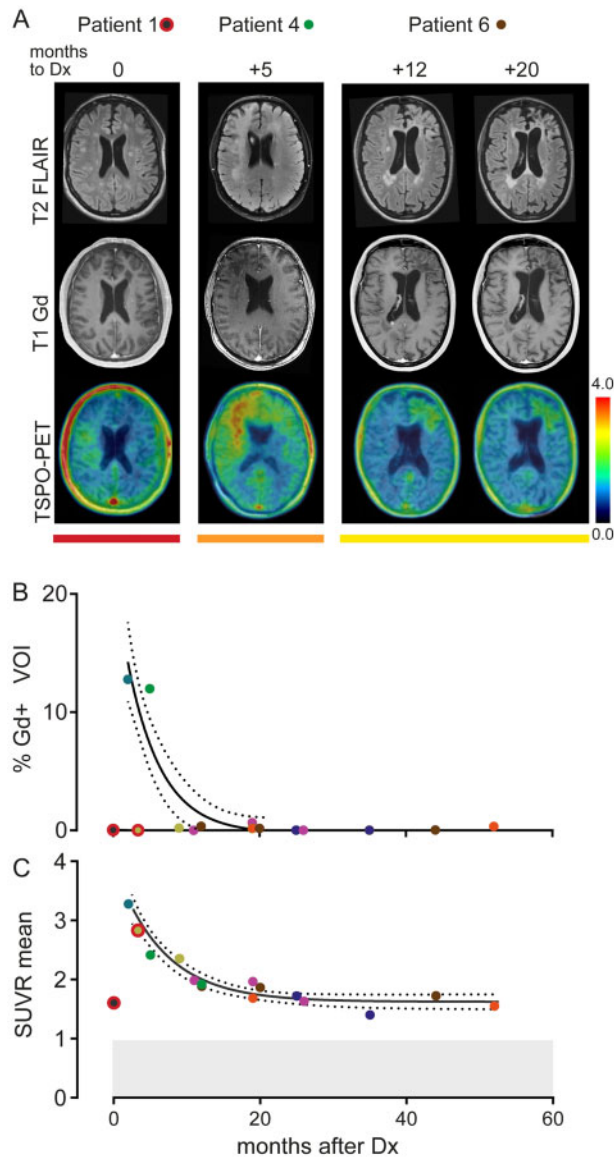 A
Patient 1 Patient 4 Patient 6
months
to Dx 0 +5 +12 +20
T2 FLAIR
T1 Gd
TSPO-PET
4.0
0.0
B
20
10
0
% Gd+ VOI
C
4
3
2
1
0
SUVR mean
0 20 40 60
months after Dx